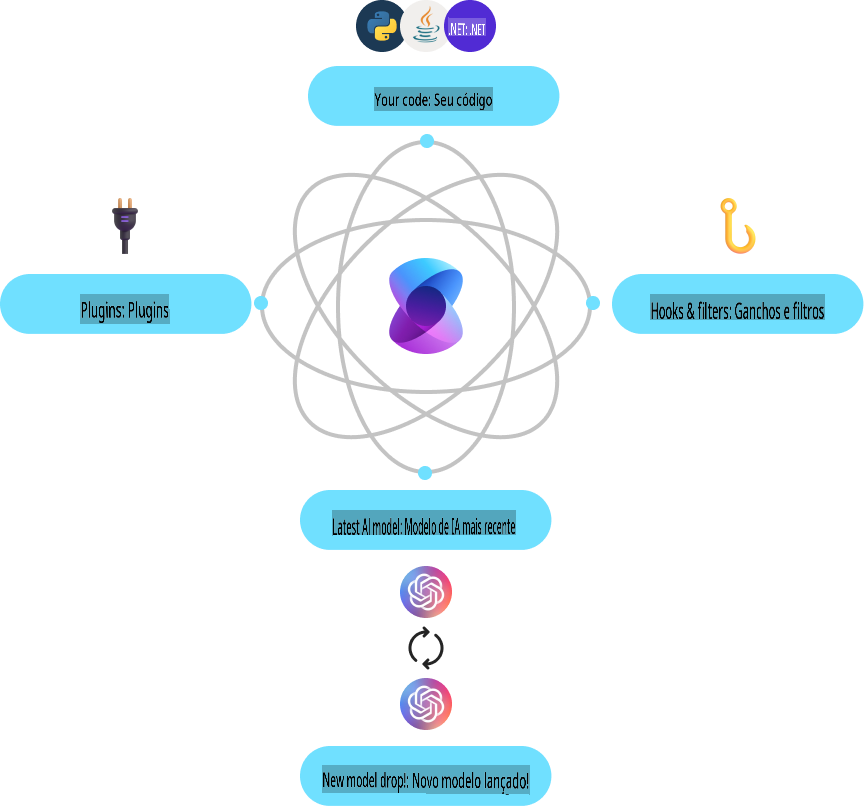 .NET: .NET
Your code: Seu código
Plugins: Plugins
Hooks & filters: Ganchos e filtros
Latest AI model: Modelo de IA mais recente
New model drop!: Novo modelo lançado!